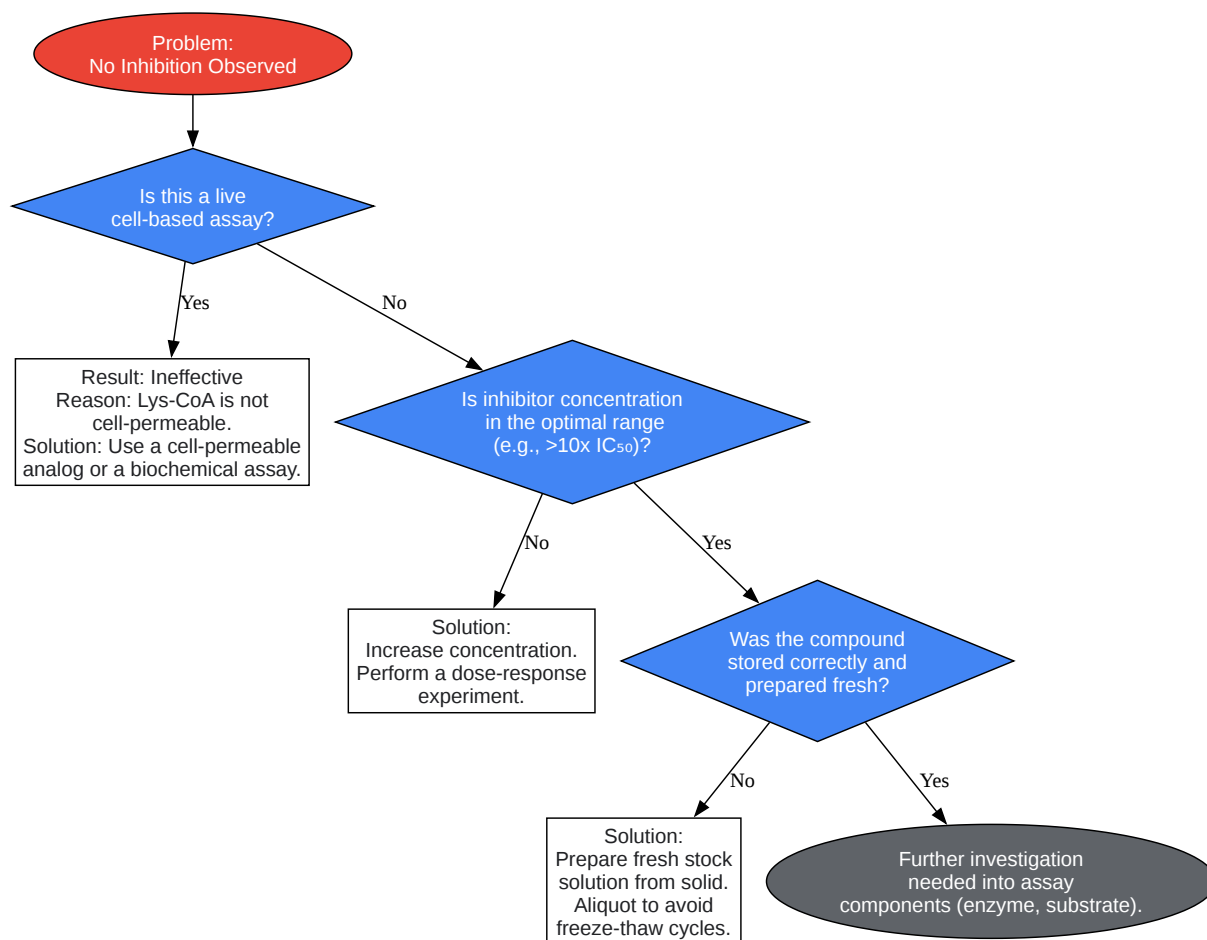 Problem:
No Inhibition Observed
Is this a live
cell-based assay?
Yes
No
Result: Ineffective
Reason: Lys-CoA is not
cell-permeable.
Solution: Use a cell-permeable
analog or a biochemical assay.
Is inhibitor concentration
in the optimal range
(e.g., >10x IC₅₀)?
No
Yes
Solution:
Increase concentration.
Perform a dose-response
experiment.
Was the compound
stored correctly and
prepared fresh?
No
Yes
Solution:
Prepare fresh stock
solution from solid.
Aliquot to avoid
freeze-thaw cycles.
Further investigation
needed into assay
components (enzyme, substrate).